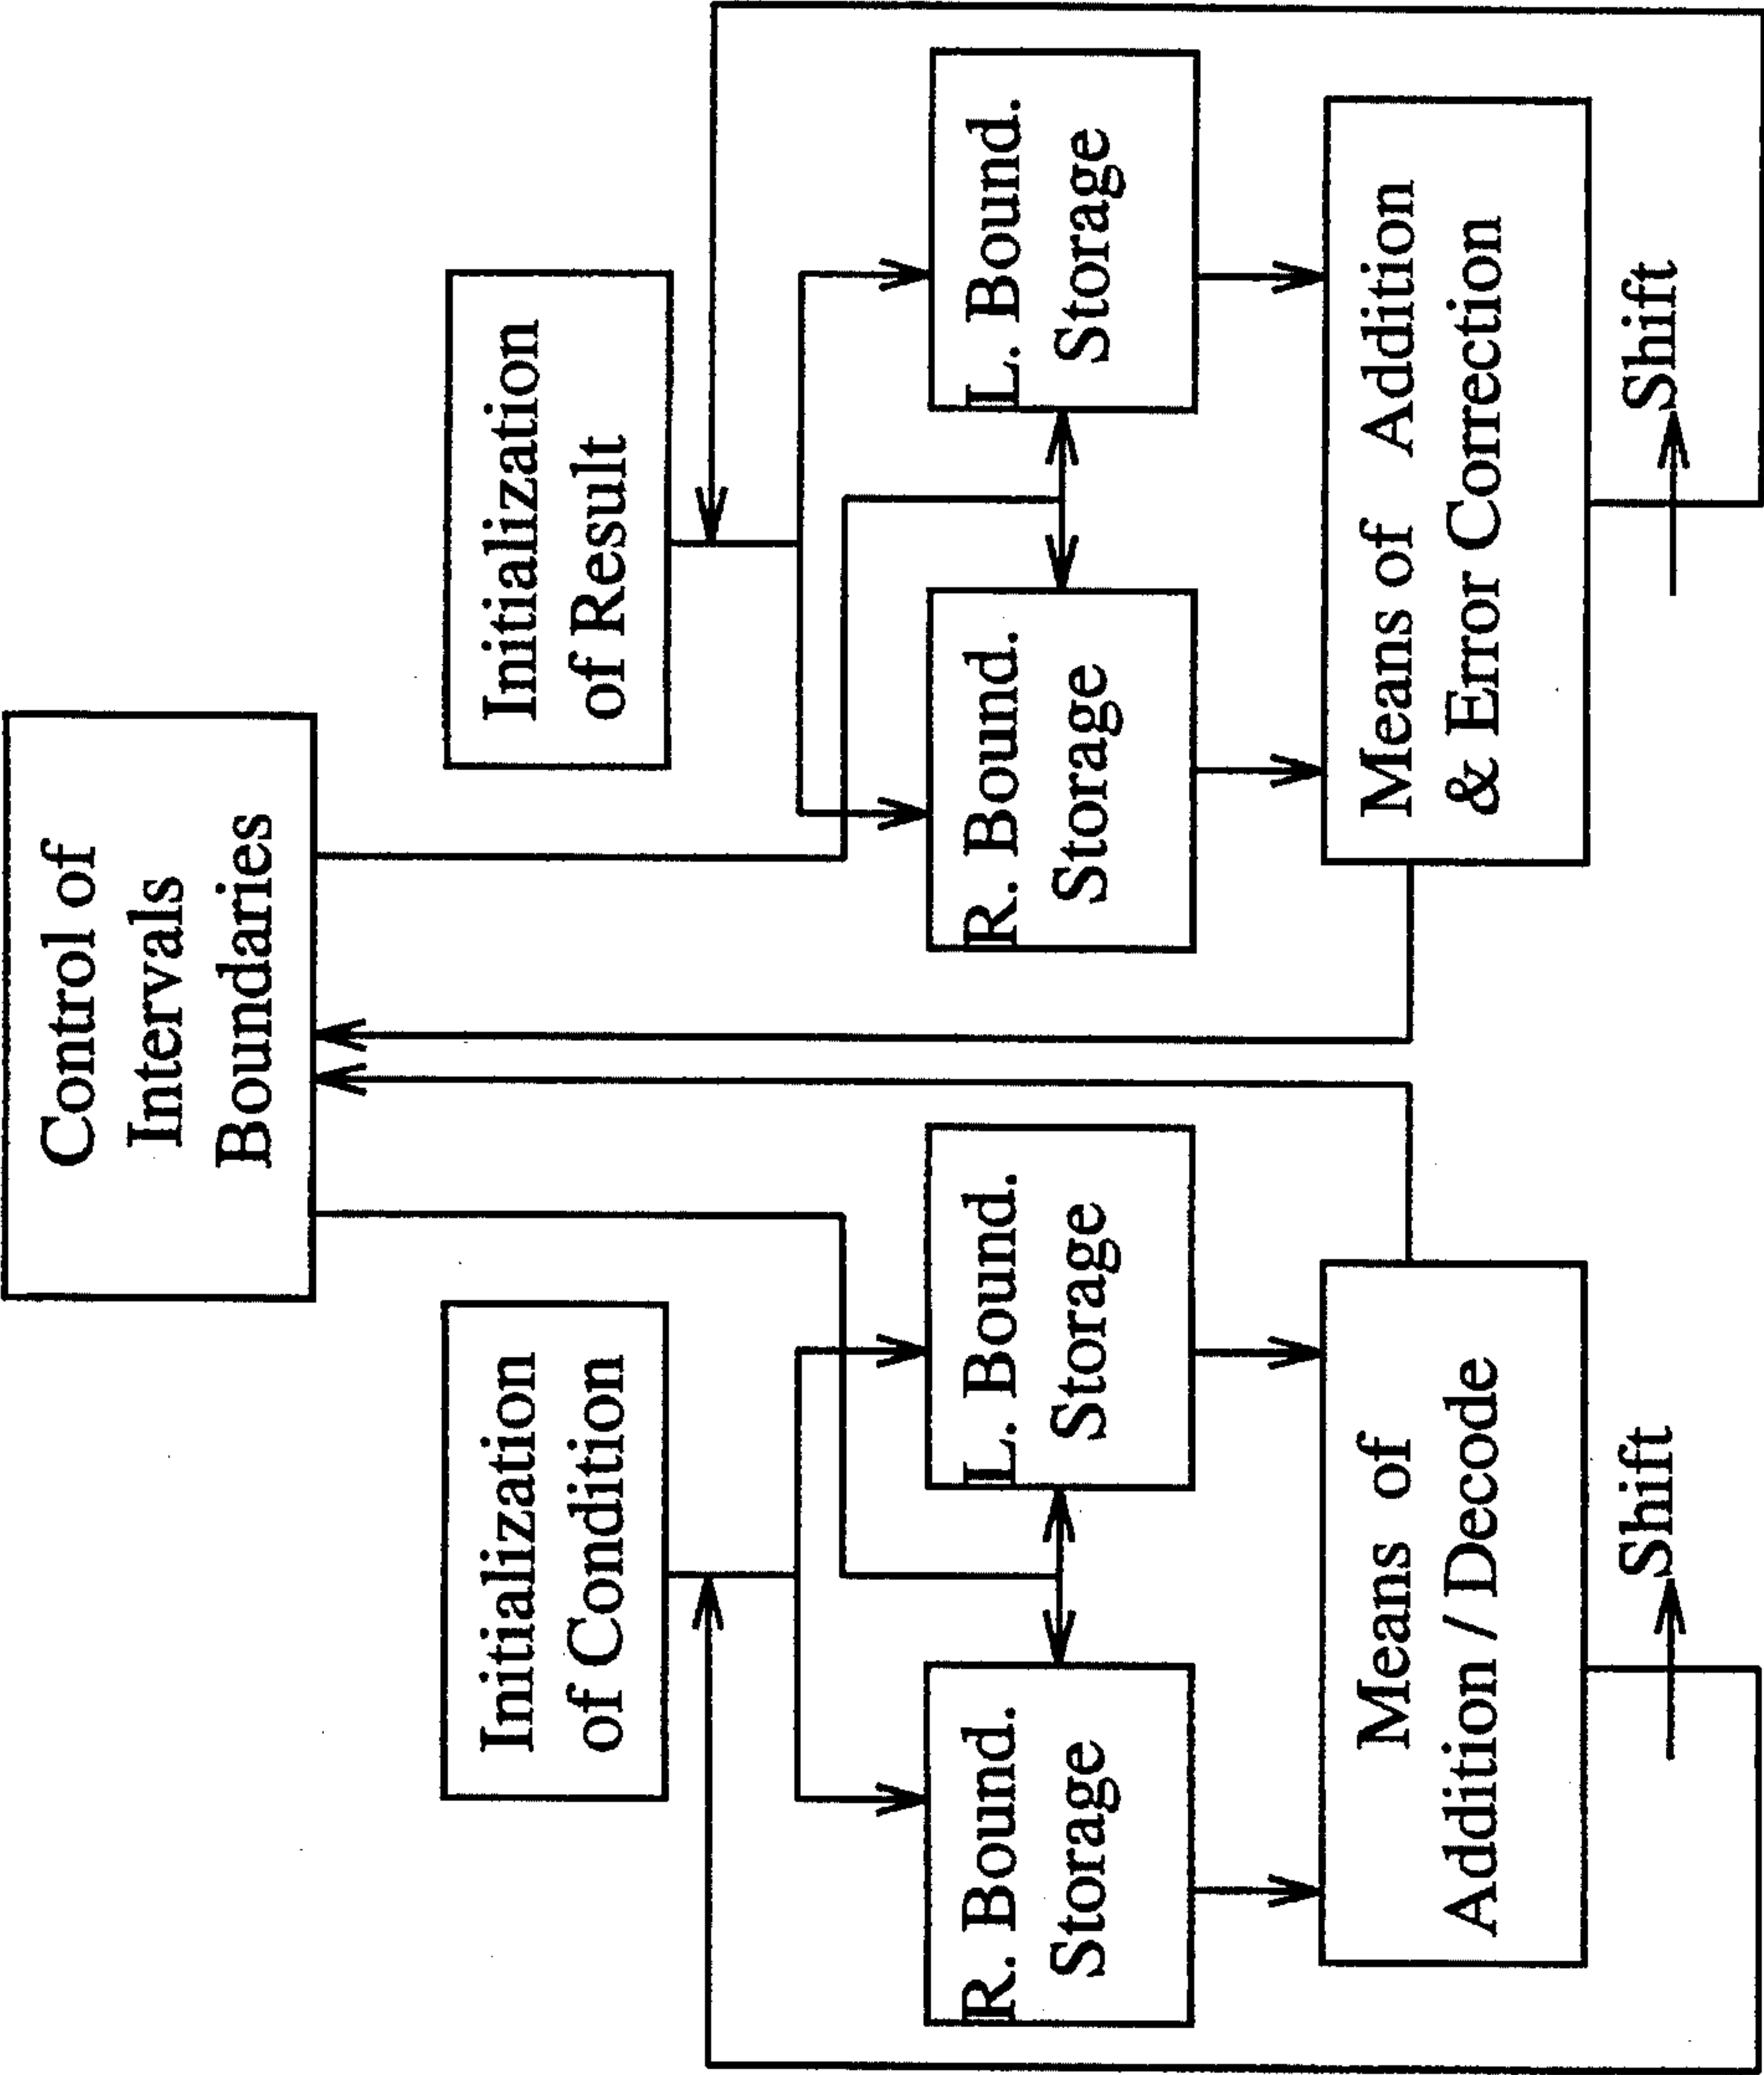 Control of
Intervals
Boundaries
Initialization
of Condition
Initialization
of Result
R. Bound.
Storage
L. Bound.
Storage
R. Bound.
Storage
L. Bound.
Storage
Means of
Addition / Decode
Means of Addition
& Error Correction
Shift
Shift